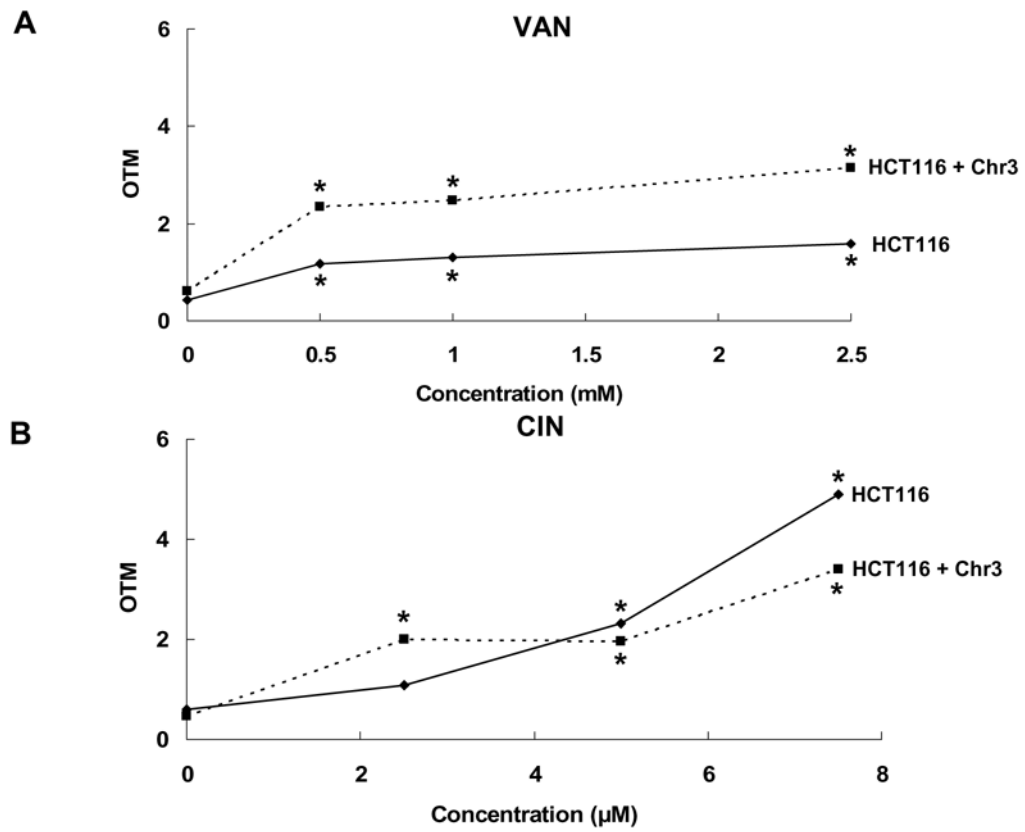 A
VAN
6
4
2
0
OTM
*
*
*
HCT116 + Chr3
HCT116
*
*
*
0 0.5 1 1.5 2 2.5
Concentration (mM)
B
CIN
6
4
2
0
OTM
*
HCT116
*
*
HCT116 + Chr3
*
*
0 2 4 6 8
Concentration (µM)